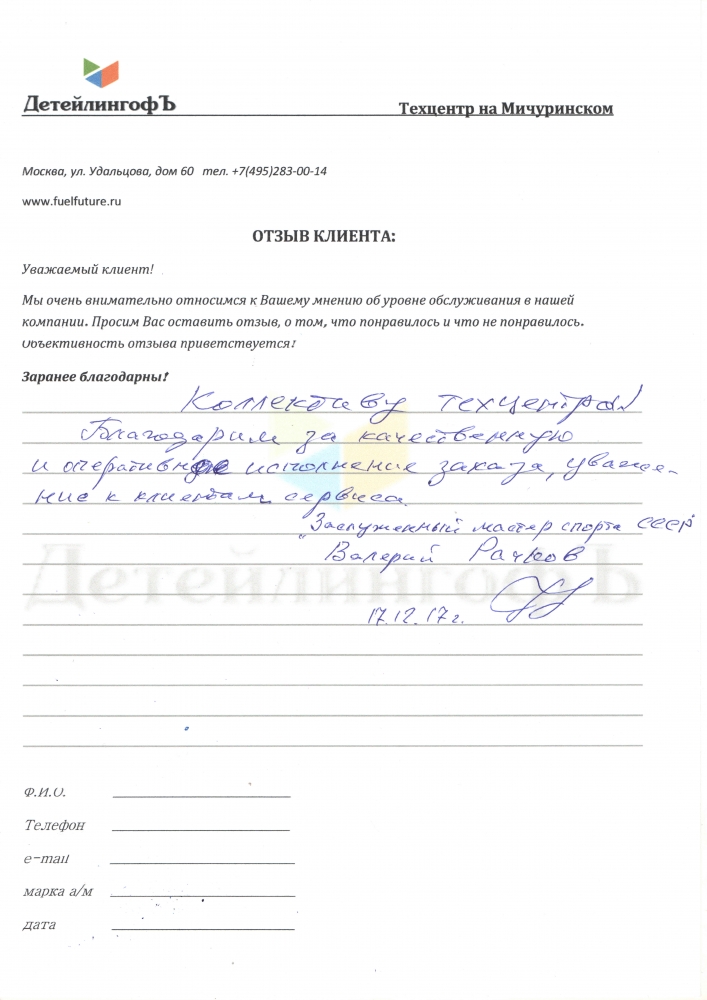 ДетейлингофЪ
Техцентр на Мичуринском
Москва, ул. Удальцова, дом 60 тел. +7(495)283-00-14
www.fuelfuture.ru
ОТЗЫВ КЛИЕНТА:
Уважаемый клиент!
Мы очень внимательно относимся к Вашему мнению об уровне обслуживания в нашей
компании. Просим Вас оставить отзыв, о том, что понравилось и что не понравилось.
Объективность отзыва приветствуется!
Заранее благодарны!
Коллективу техцентра!
Благодарим за качественную
и оперативное исполнение заказа, уваже-
ние к клиентам сервиса.
"Заслуженный мастер спорта СССР"
Валерий
17.12.17г.
ДетейлингофЪ
Ф.И.О.
Телефон
e-mail
марка а/м
дата